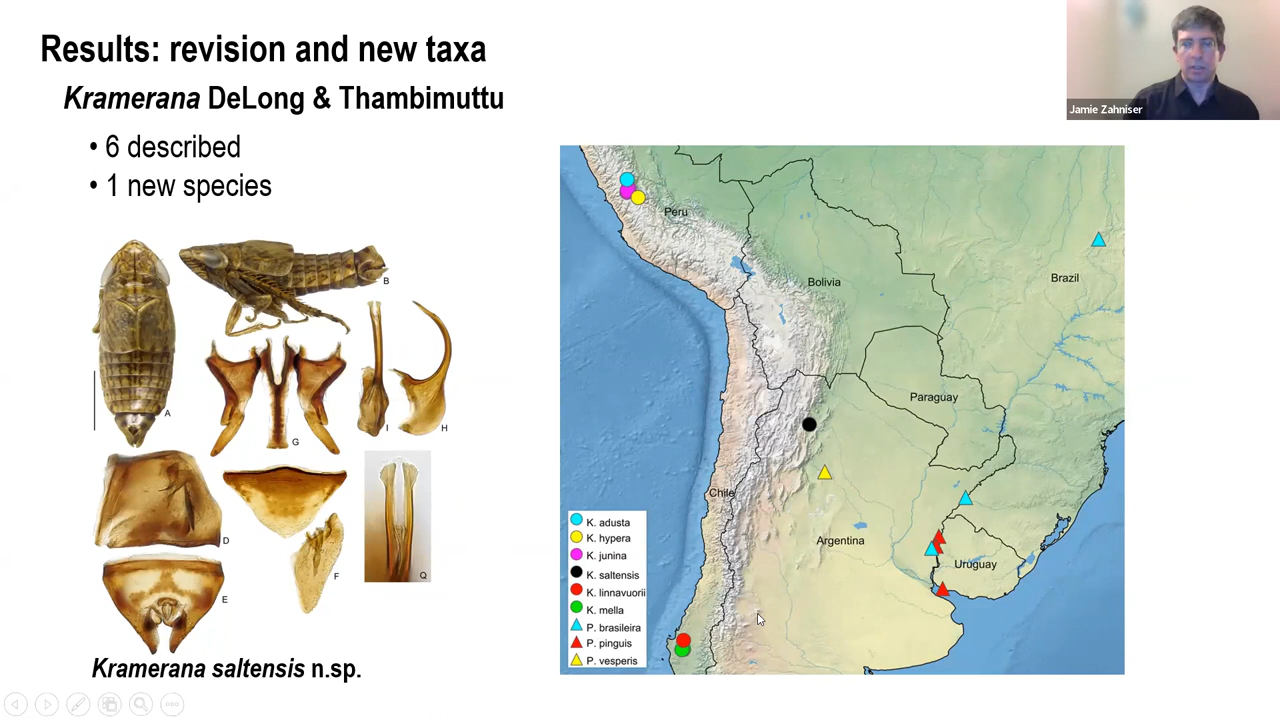 Results: revision and new taxa
Kramerana DeLong & Thambimuttu
• 6 described
• 1 new species
Jamie Zahniser
A
B
G
I
H
D
E
F
Q
Kramerana saltensis n.sp.
Peru
Bolivia
Brazil
Paraguay
Chile
Argentina
Uruguay
K. adusta
K. hypera
K. junina
K. saltensis
K. linnavuorii
K. mella
P. brasileira
P. pinguis
P. vesperis